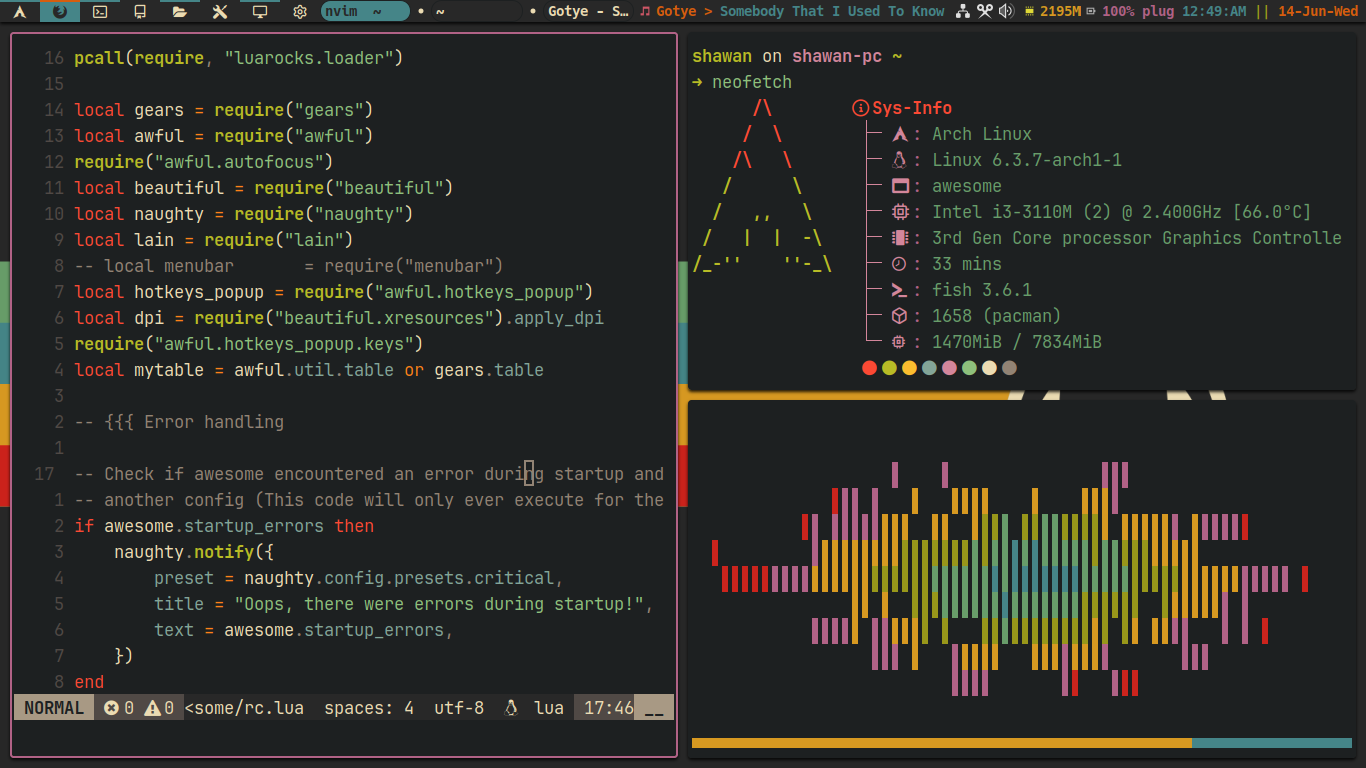 nvim ~ • ~ • Gotye - S… Gotye > Somebody That I Used To Know 2195M 100% plug 12:49:AM || 14-Jun-Wed
16 pcall(require, "luarocks.loader")
15
14 local gears = require("gears")
13 local awful = require("awful")
12 require("awful.autofocus")
11 local beautiful = require("beautiful")
10 local naughty = require("naughty")
9 local lain = require("lain")
8 -- local menubar       = require("menubar")
7 local hotkeys_popup = require("awful.hotkeys_popup")
6 local dpi = require("beautiful.xresources").apply_dpi
5 require("awful.hotkeys_popup.keys")
4 local mytable = awful.util.table or gears.table
3
2 -- {{{ Error handling
1
17 -- Check if awesome encountered an error during startup and
1 -- another config (This code will only ever execute for the
2 if awesome.startup_errors then
3     naughty.notify({
4         preset = naughty.config.presets.critical,
5         title = "Oops, there were errors during startup!",
6         text = awesome.startup_errors,
7     })
8 end
NORMAL 0 0 <some/rc.lua spaces: 4 utf-8 lua 17:46 __
shawan on shawan-pc ~
➜ neofetch
       /\
      /  \
     /\   \
    /      \
   /   ,,   \
  /   |  |  -\
 /_-''    ''-_\
Sys-Info
: Arch Linux
: Linux 6.3.7-arch1-1
: awesome
: Intel i3-3110M (2) @ 2.400GHz [66.0°C]
: 3rd Gen Core processor Graphics Controlle
: 33 mins
: fish 3.6.1
: 1658 (pacman)
: 1470MiB / 7834MiB